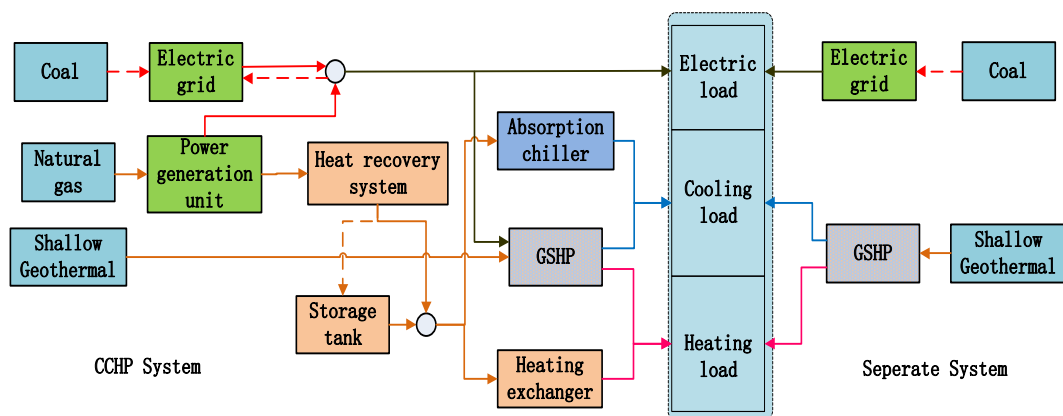 Coal
Electric
grid
Electric
load
Electric
grid
Coal
Natural
gas
Power
generation
unit
Heat recovery
system
Absorption
chiller
Cooling
load
Shallow
Geothermal
GSHP
GSHP
Shallow
Geothermal
Storage
tank
Heating
exchanger
Heating
load
CCHP System
Seperate System